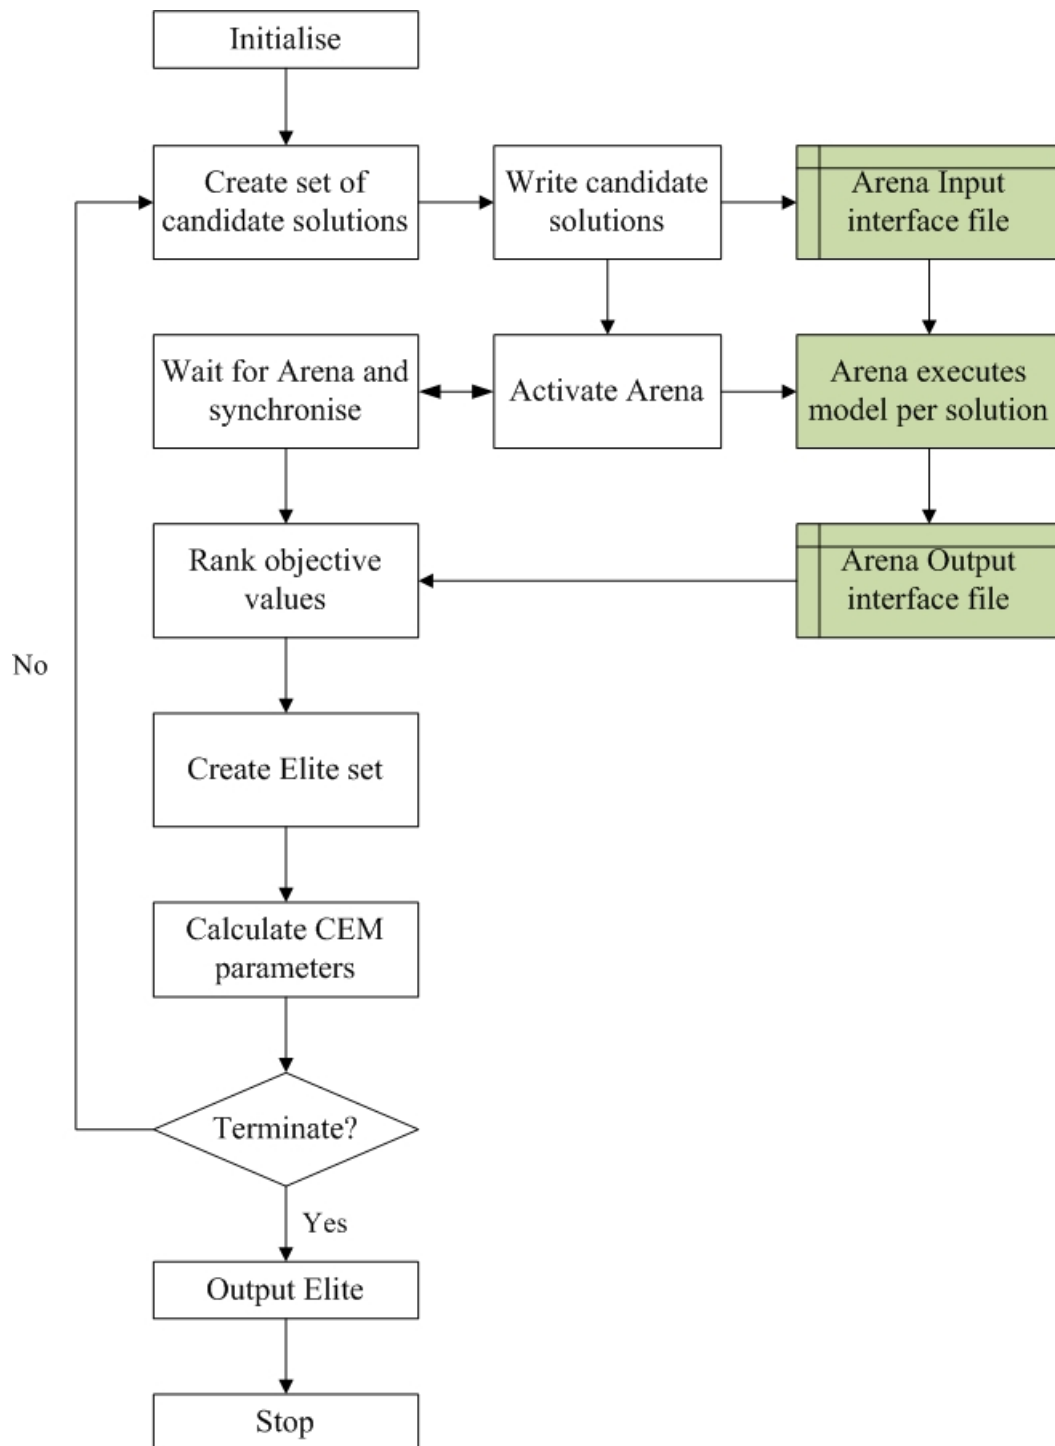 Initialise
Create set of
candidate solutions
Write candidate
solutions
Arena Input
interface file
Wait for Arena and
synchronise
Activate Arena
Arena executes
model per solution
Rank objective
values
Arena Output
interface file
No
Create Elite set
Calculate CEM
parameters
Terminate?
Yes
Output Elite
Stop